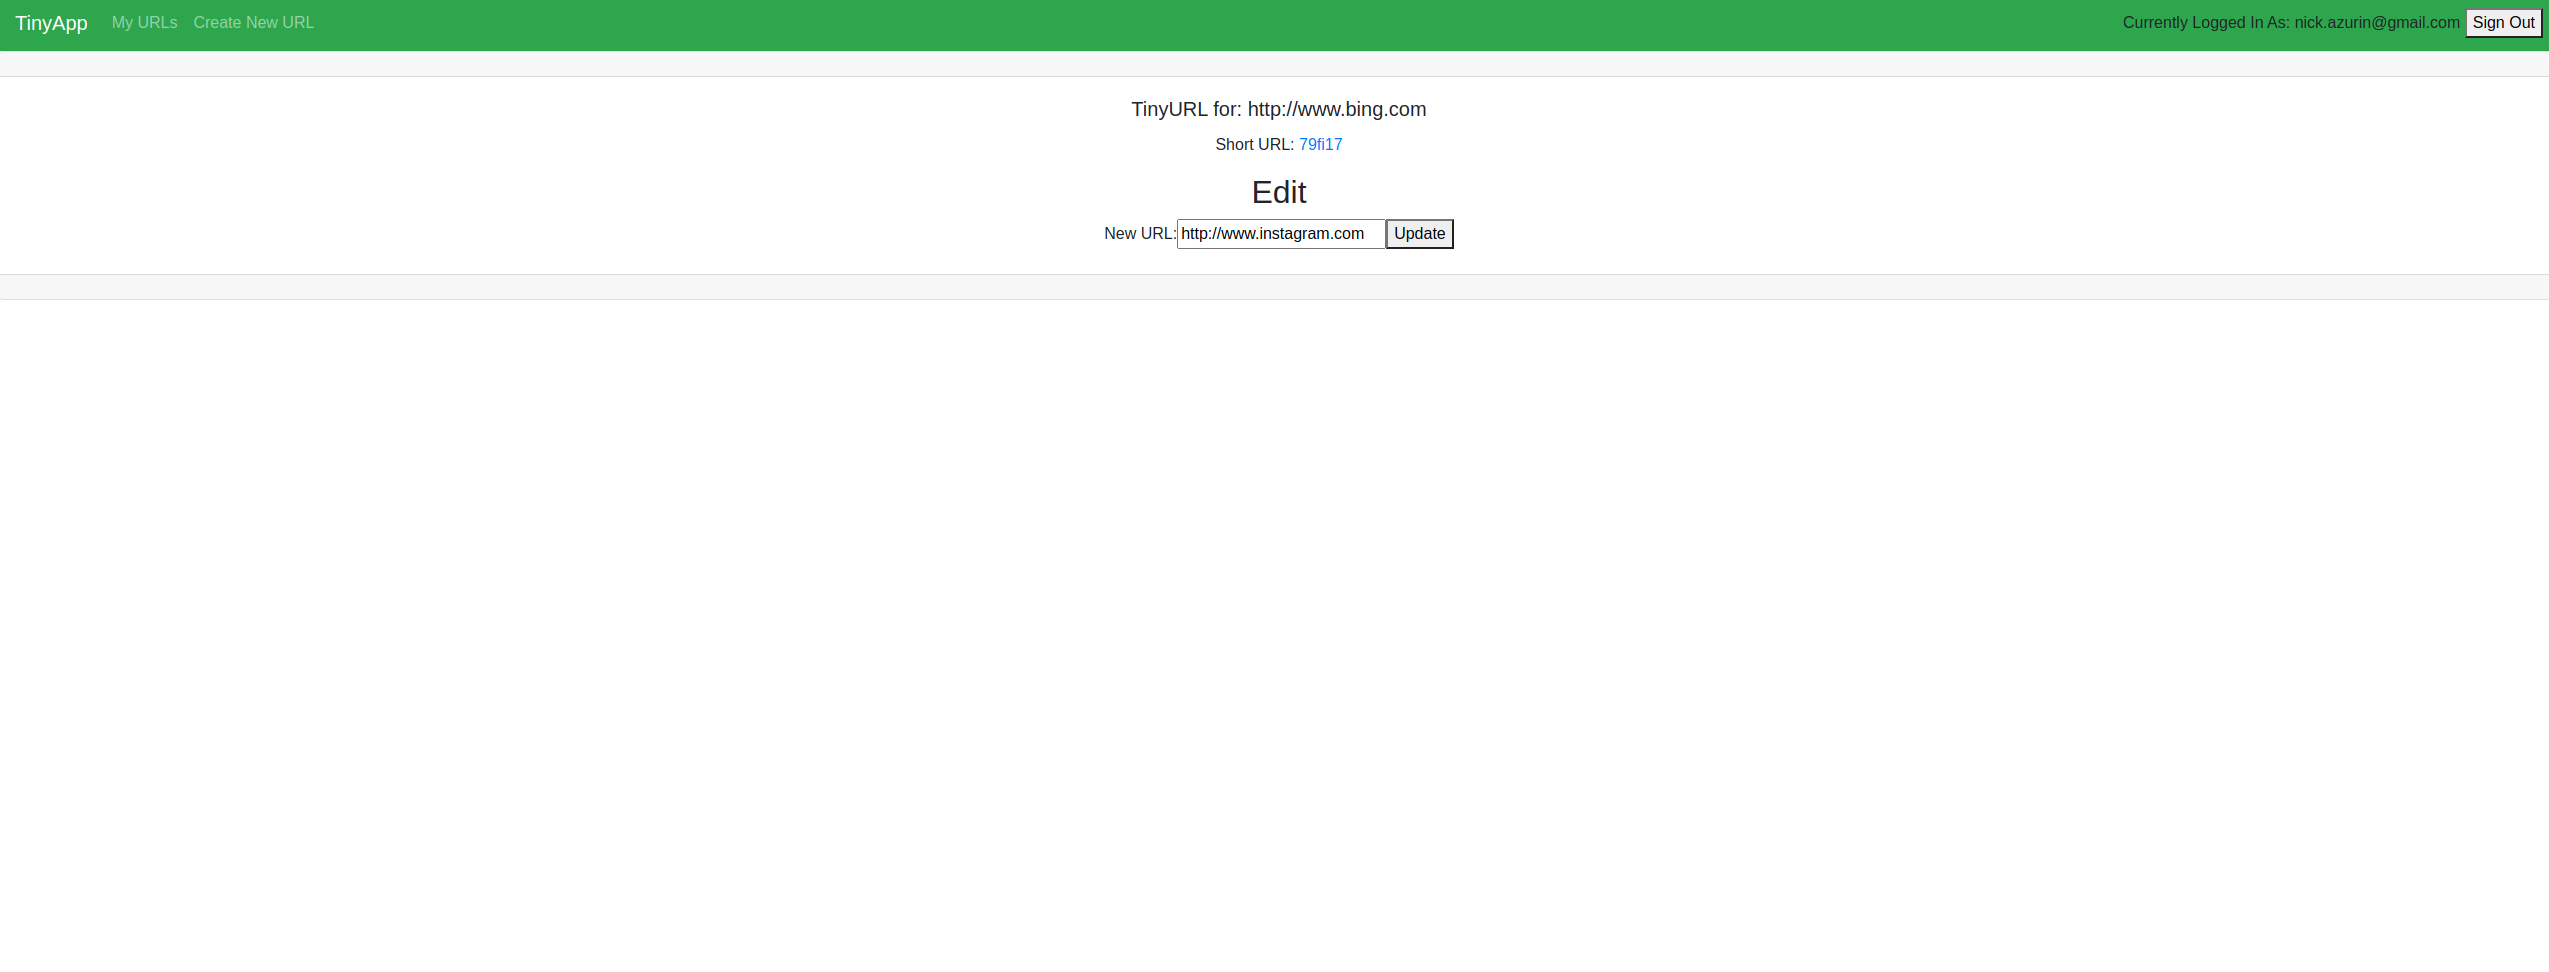 TinyApp My URLs Create New URL Currently Logged In As: nick.azurin@gmail.com Sign Out
TinyURL for: http://www.bing.com
Short URL: 79fi17
Edit
New URL: http://www.instagram.com Update